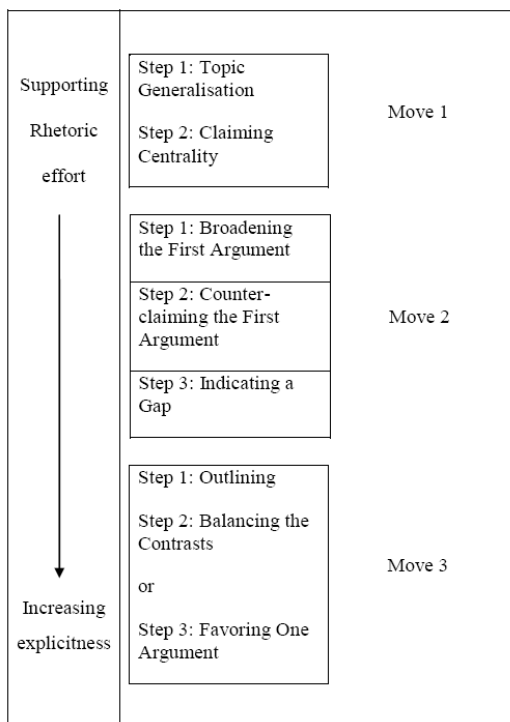 Supporting
Rhetoric
effort
Increasing
explicitness
Step 1: Topic
Generalisation
Step 2: Claiming
Centrality
Move 1
Step 1: Broadening
the First Argument
Step 2: Counter-
claiming the First
Argument
Step 3: Indicating a
Gap
Move 2
Step 1: Outlining
Step 2: Balancing the
Contrasts
or
Step 3: Favoring One
Argument
Move 3